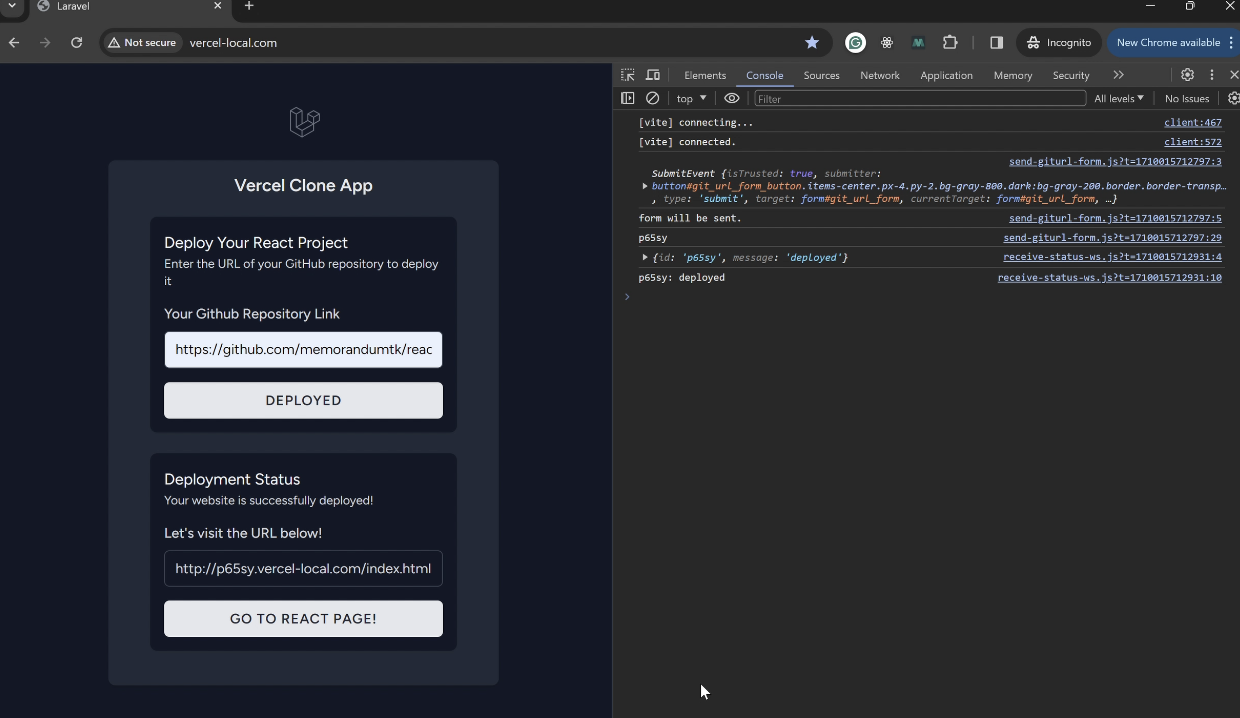 Laravel
Not secure
vercel-local.com
Incognito
New Chrome available
Vercel Clone App
Deploy Your React Project
Enter the URL of your GitHub repository to deploy
it
Your Github Repository Link
https://github.com/memorandumtk/reac
DEPLOYED
Deployment Status
Your website is successfully deployed!
Let's visit the URL below!
http://p65sy.vercel-local.com/index.html
GO TO REACT PAGE!
Elements Console Sources Network Application Memory Security
top Filter All levels No Issues
[vite] connecting... client:467
[vite] connected. client:572
send-giturl-form.js?t=1710015712797:3
SubmitEvent {isTrusted: true, submitter:
button#git_url_form_button.items-center.px-4.py-2.bg-gray-800.dark:bg-gray-200.border.border-transp…
, type: 'submit', target: form#git_url_form, currentTarget: form#git_url_form, …}
form will be sent. send-giturl-form.js?t=1710015712797:5
p65sy send-giturl-form.js?t=1710015712797:29
{id: 'p65sy', message: 'deployed'} receive-status-ws.js?t=1710015712931:4
p65sy: deployed receive-status-ws.js?t=1710015712931:10